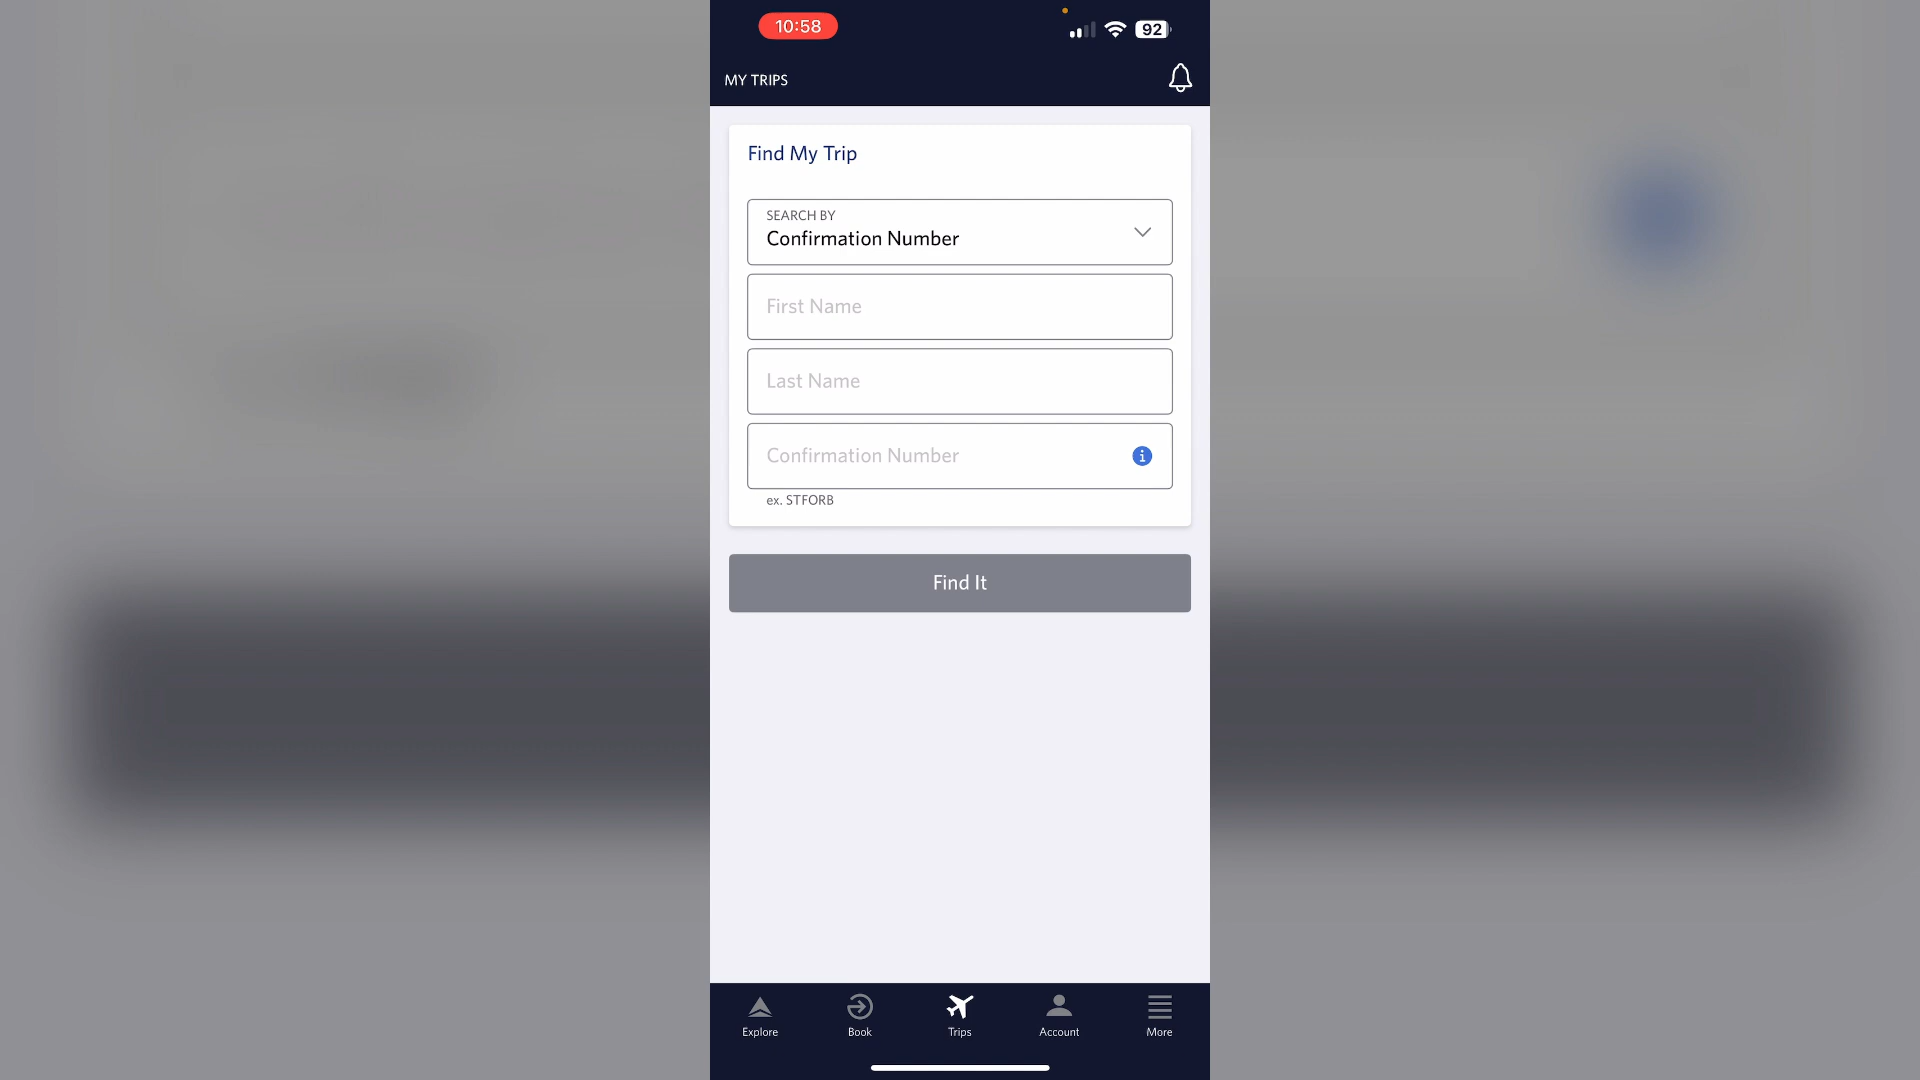 10:58
92
MY TRIPS
Find My Trip
SEARCH BY
Confirmation Number
First Name
Last Name
Confirmation Number
ex. STFORB
Find It
Explore
Book
Trips
Account
More